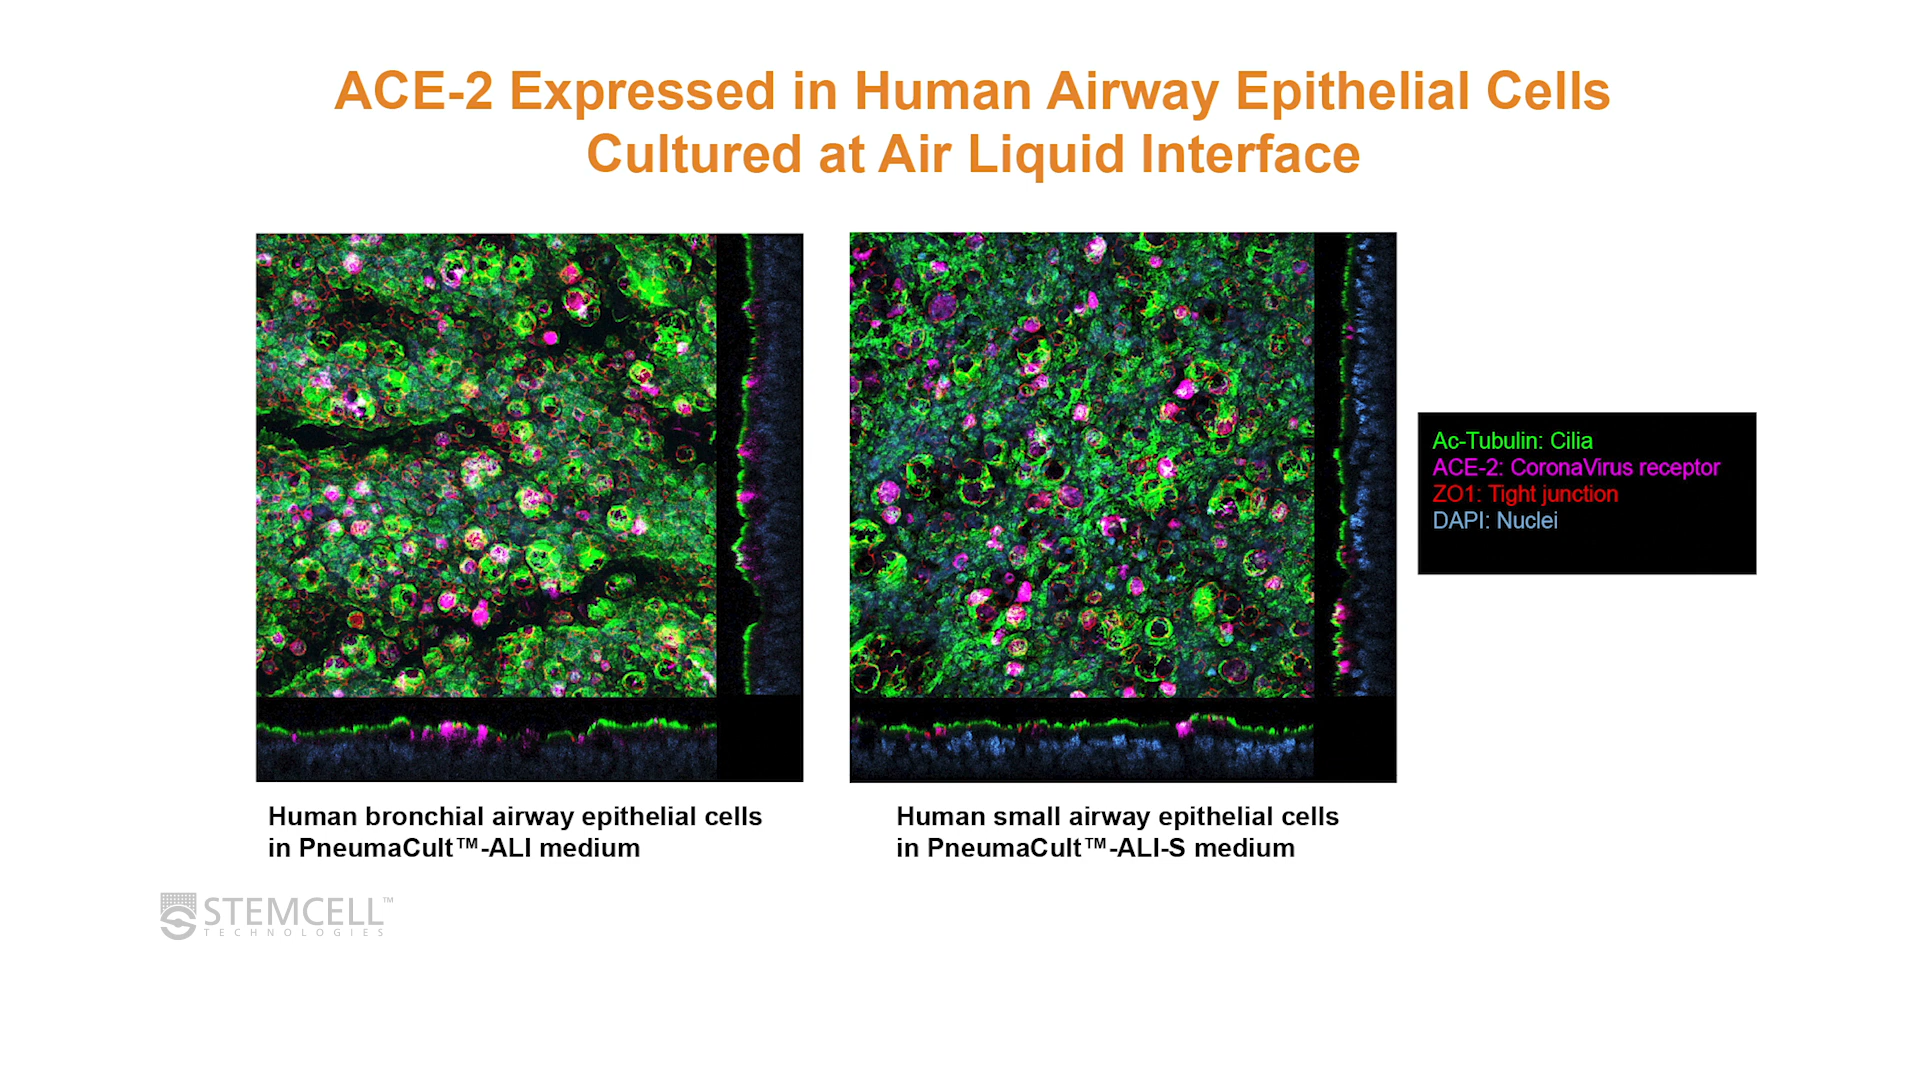 ACE-2 Expressed in Human Airway Epithelial Cells
Cultured at Air Liquid Interface
Ac-Tubulin: Cilia
ACE-2: CoronaVirus receptor
ZO1: Tight junction
DAPI: Nuclei
Human bronchial airway epithelial cells
in PneumaCult™-ALI medium
Human small airway epithelial cells
in PneumaCult™-ALI-S medium
STEMCELL™
TECHNOLOGIES